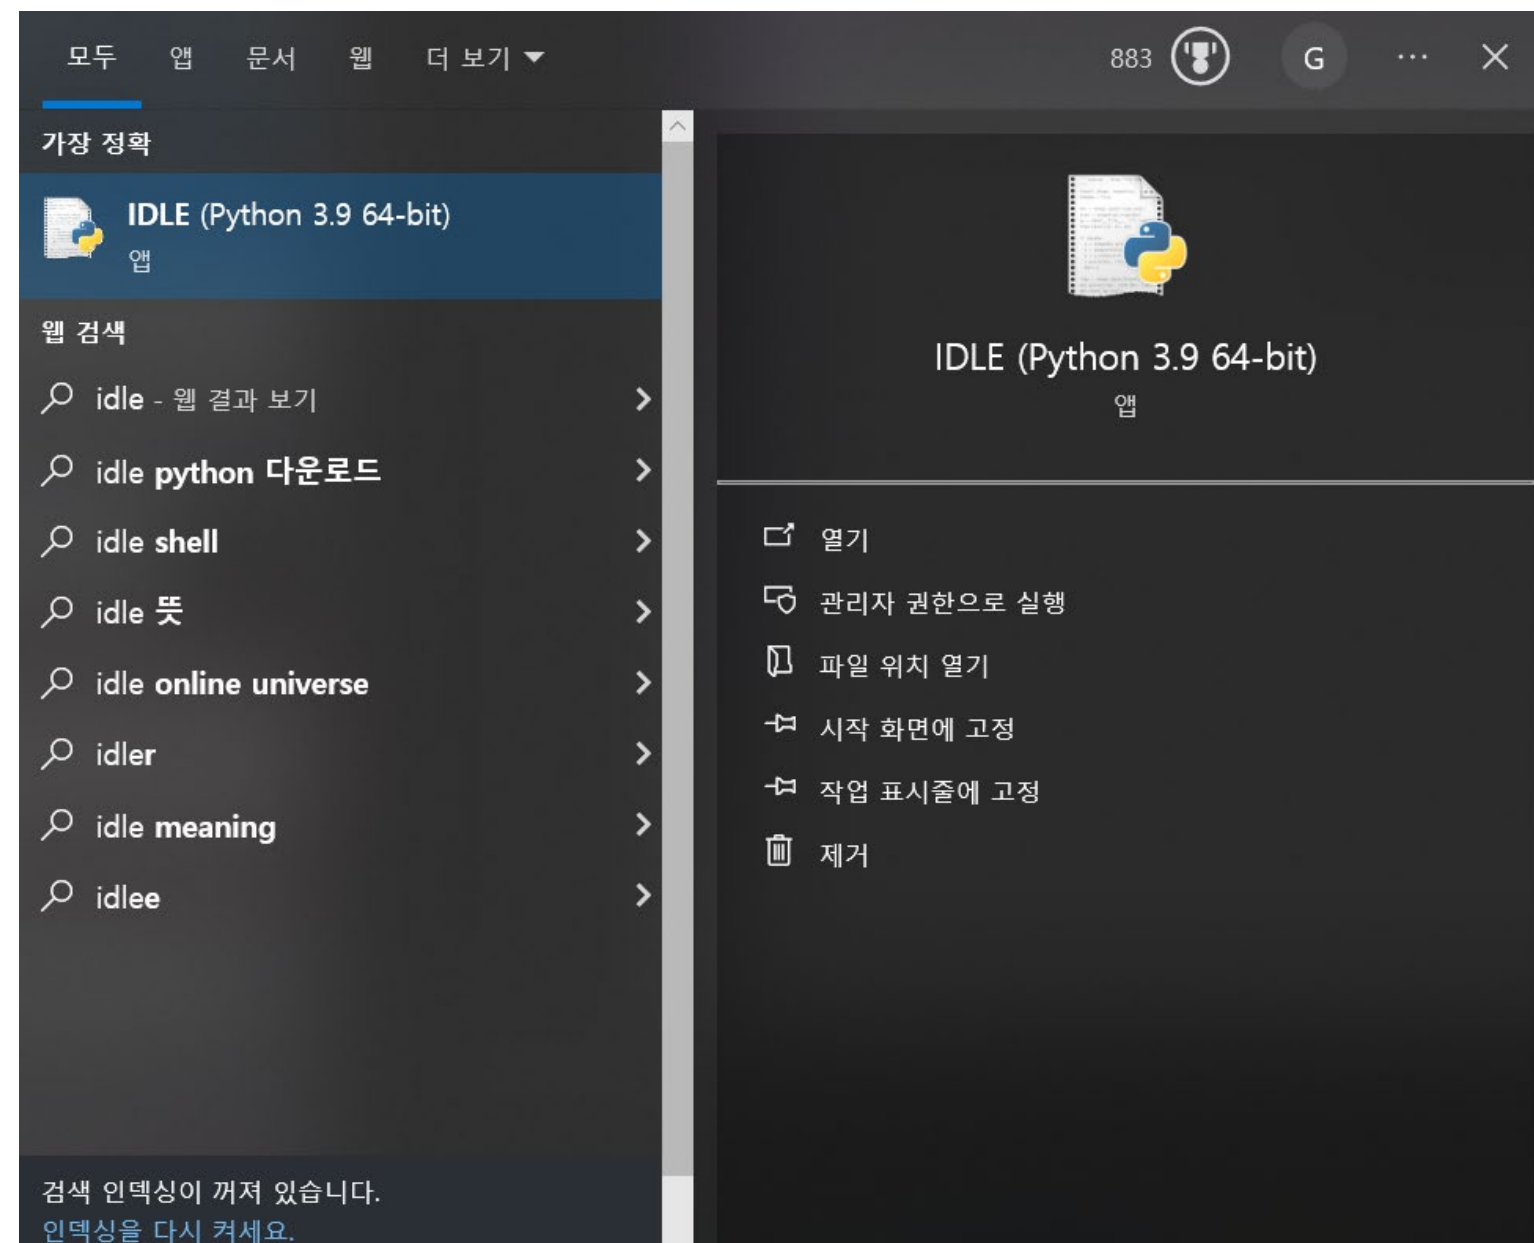 모두 앱 문서 웹 더 보기 883 G
가장 정확
IDLE (Python 3.9 64-bit)
앱
웹 검색
idle - 웹 결과 보기
idle python 다운로드
idle shell
idle 뜻
idle online universe
idler
idle meaning
idlee
검색 인덱싱이 꺼져 있습니다.
인덱싱을 다시 켜세요.
IDLE (Python 3.9 64-bit)
앱
열기
관리자 권한으로 실행
파일 위치 열기
시작 화면에 고정
작업 표시줄에 고정
제거